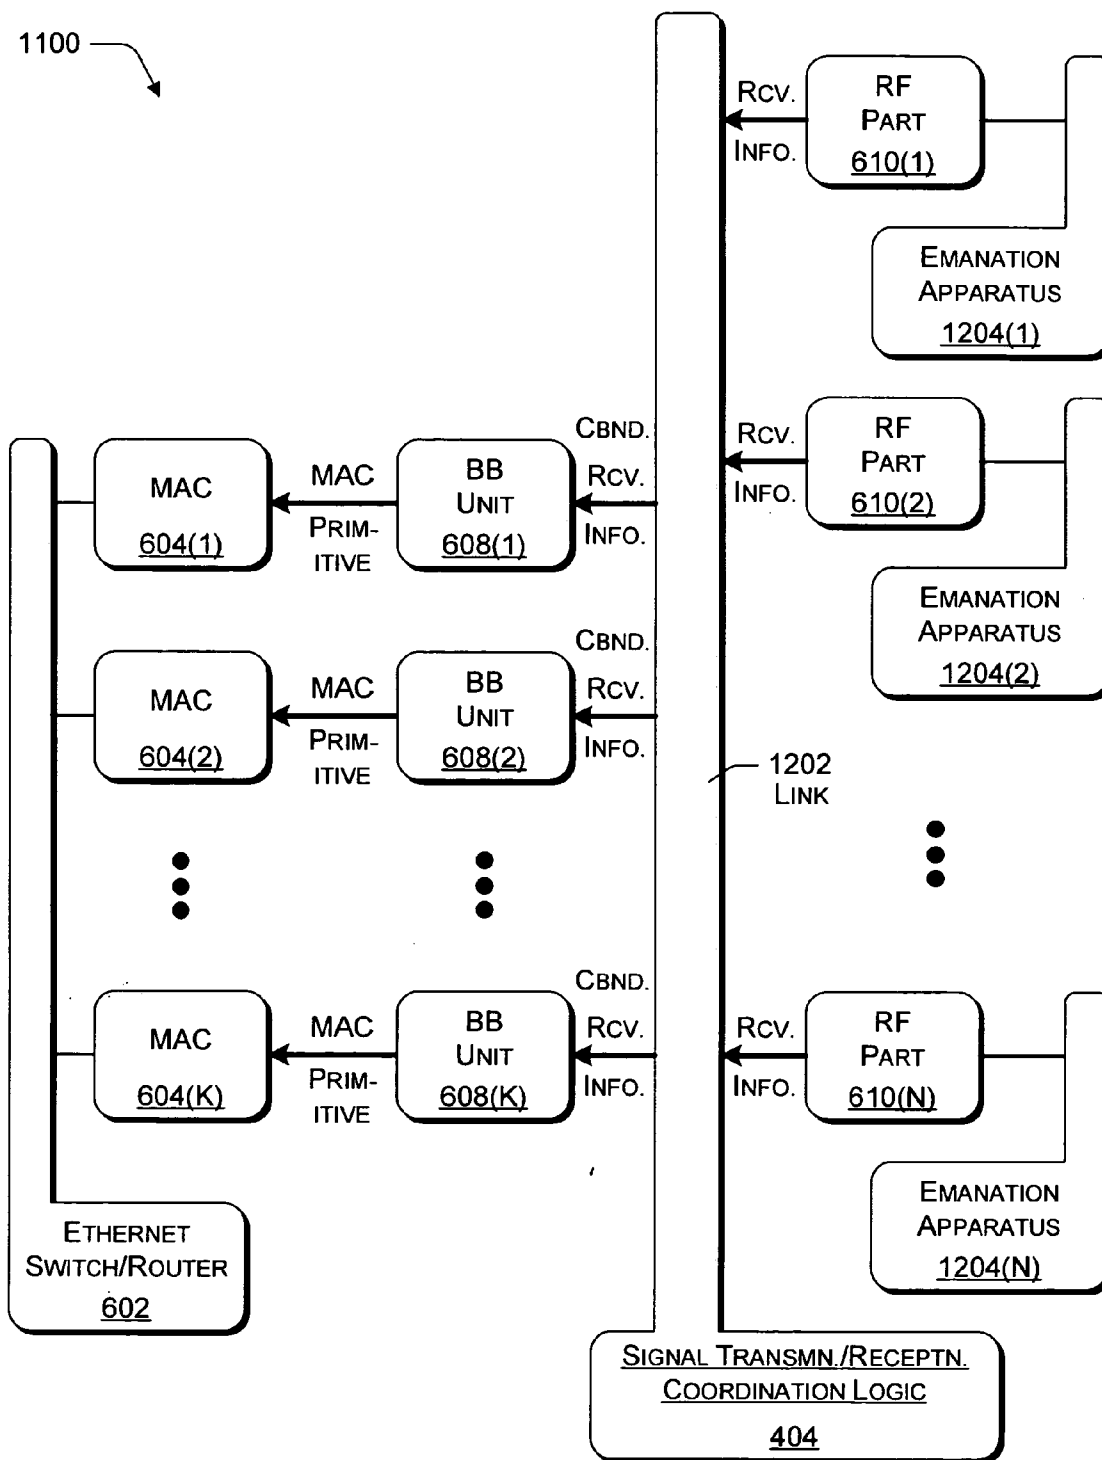 1100
RCV.
INFO.
RF
PART
610(1)
EMANATION
APPARATUS
1204(1)
RCV.
INFO.
RF
PART
610(2)
EMANATION
APPARATUS
1204(2)
MAC
604(1)
MAC
PRIM-
ITIVE
BB
UNIT
608(1)
CBND.
RCV.
INFO.
MAC
604(2)
MAC
PRIM-
ITIVE
BB
UNIT
608(2)
CBND.
RCV.
INFO.
1202
LINK
MAC
604(K)
MAC
PRIM-
ITIVE
BB
UNIT
608(K)
CBND.
RCV.
INFO.
RCV.
INFO.
RF
PART
610(N)
EMANATION
APPARATUS
1204(N)
ETHERNET
SWITCH/ROUTER
602
SIGNAL TRANSMN./RECEPTN.
COORDINATION LOGIC
404